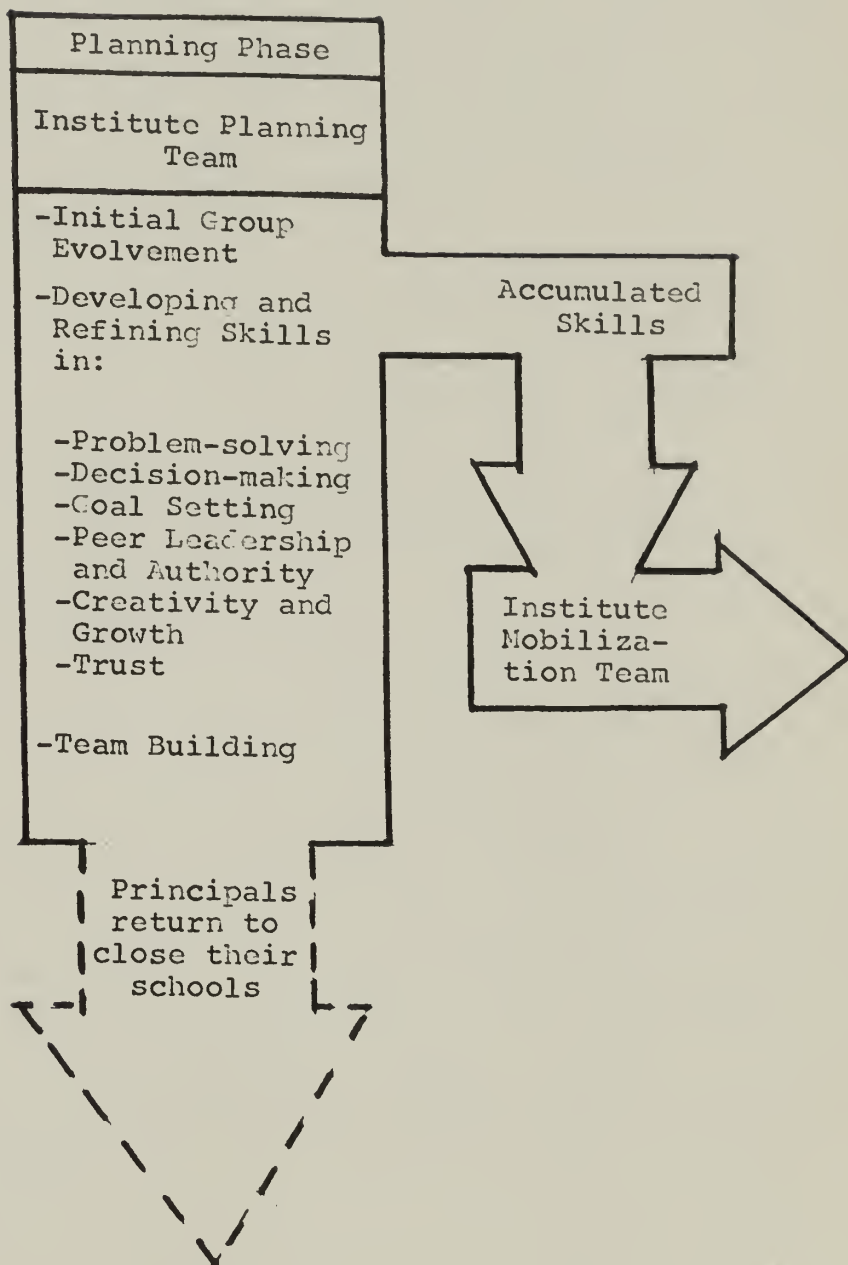 Planning Phase
Institute Planning
Team
-Initial Group
Evolvement
-Developing and
Refining Skills
in:
-Problem-solving
-Decision-making
-Goal Setting
-Peer Leadership
and Authority
-Creativity and
Growth
-Trust
-Team Building
Accumulated
Skills
Institute
Mobiliza-
tion Team
Principals
return to
close their
schools